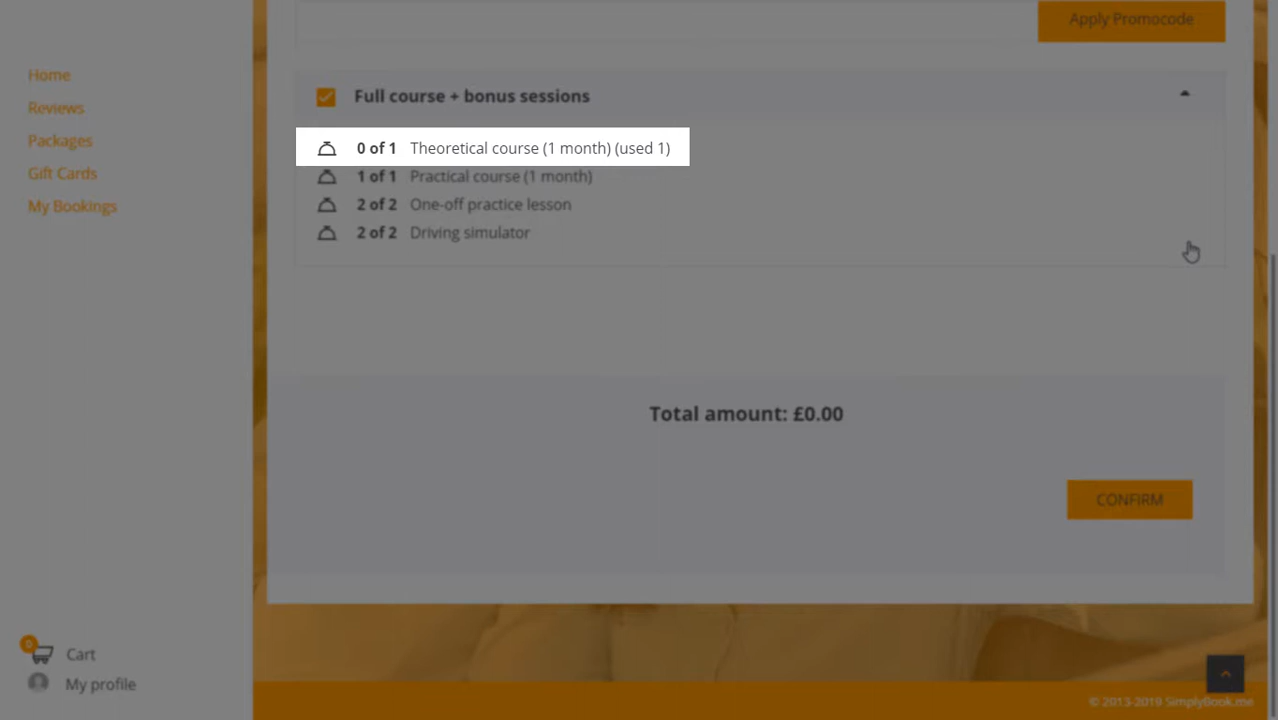 Apply Promocode
Home
Reviews
Packages
Gift Cards
My Bookings
Full course + bonus sessions
0 of 1 Theoretical course (1 month) (used 1)
1 of 1 Practical course (1 month)
2 of 2 One-off practice lesson
2 of 2 Driving simulator
Total amount: £0.00
CONFIRM
0
Cart
My profile
© 2013-2019 SimplyBook.me